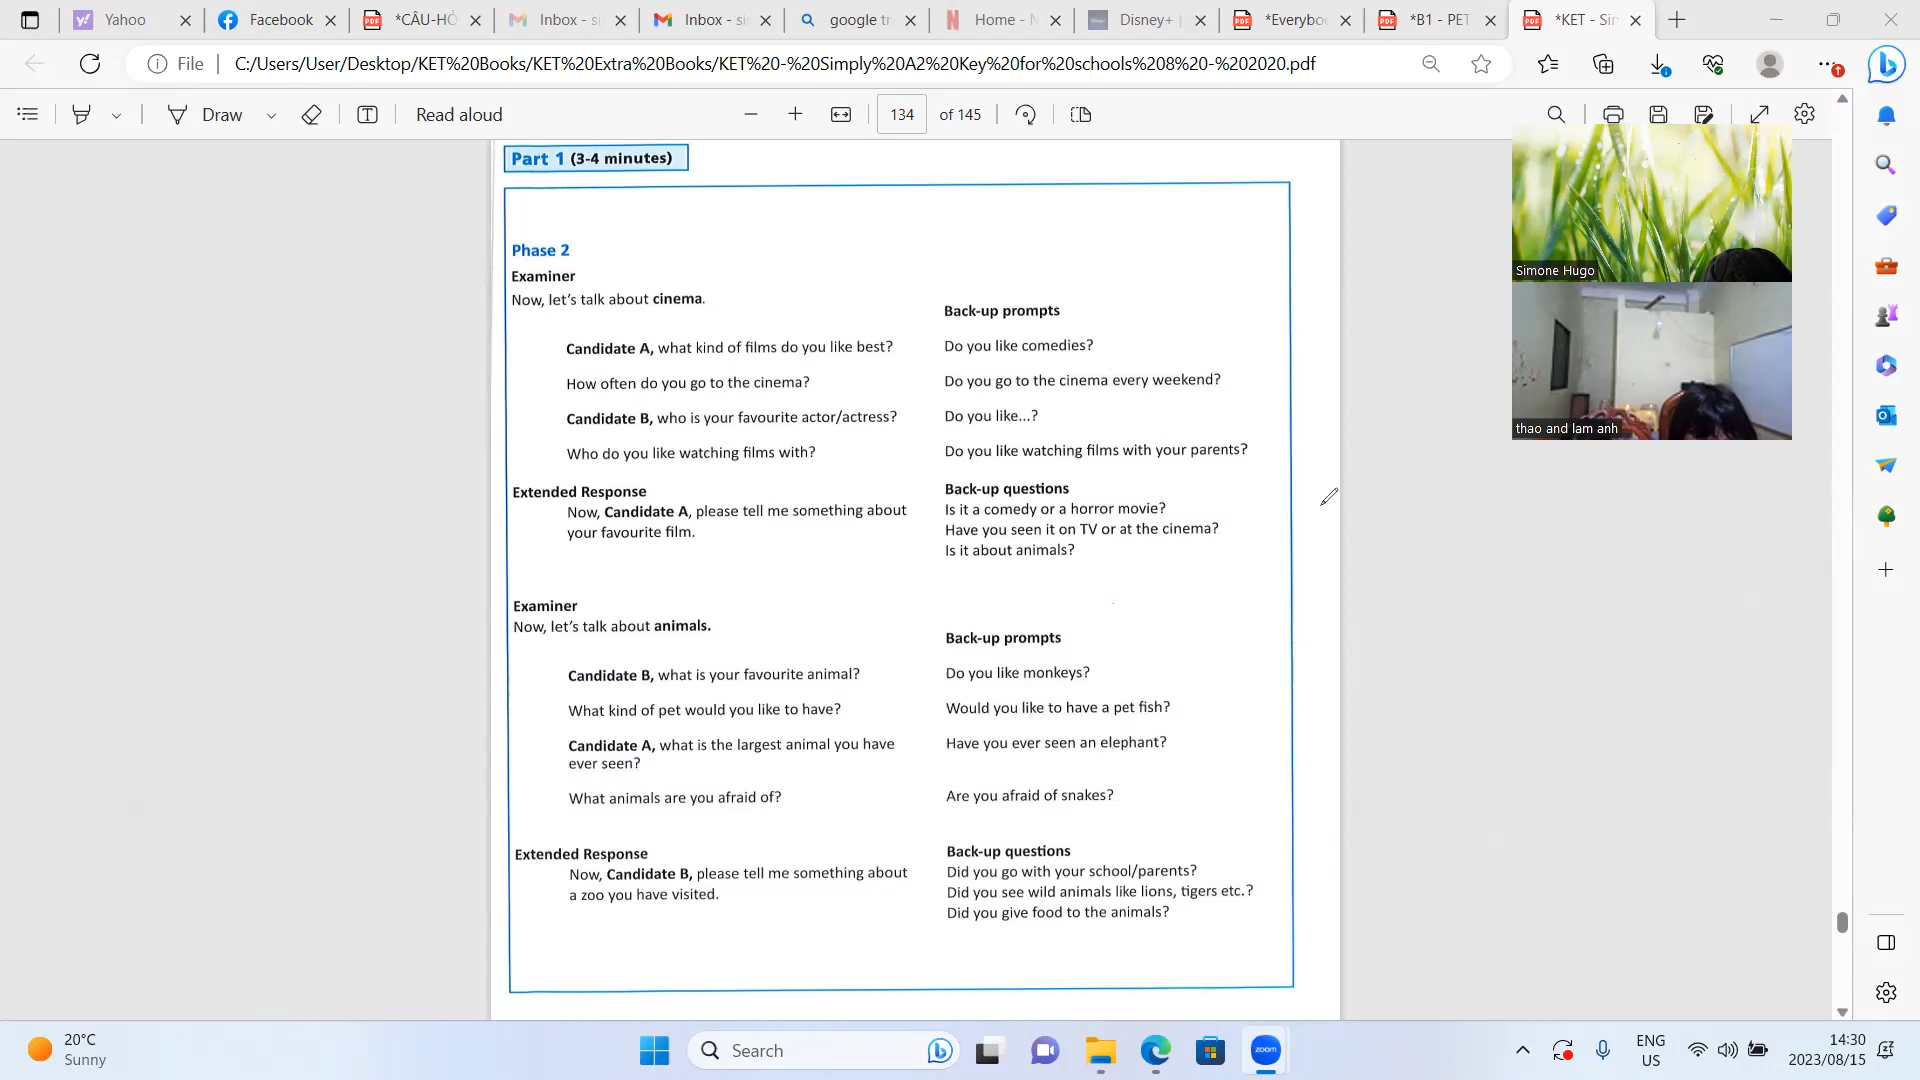 Yahoo
Facebook
*CÂU-HỎ
Inbox - si
Inbox - si
google tr
Home - N
Disney+ |
*Everybo
*B1 - PET
*KET - Sim
File
C:/Users/User/Desktop/KET%20Books/KET%20Extra%20Books/KET%20-%20Simply%20A2%20Key%20for%20schools%208%20-%202020.pdf
Draw
Read aloud
134 of 145
Part 1 (3-4 minutes)
Phase 2
Examiner
Now, let's talk about cinema.
Back-up prompts
Candidate A, what kind of films do you like best?
Do you like comedies?
How often do you go to the cinema?
Do you go to the cinema every weekend?
Candidate B, who is your favourite actor/actress?
Do you like...?
Who do you like watching films with?
Do you like watching films with your parents?
Extended Response
Now, Candidate A, please tell me something about
your favourite film.
Back-up questions
Is it a comedy or a horror movie?
Have you seen it on TV or at the cinema?
Is it about animals?
Examiner
Now, let's talk about animals.
Back-up prompts
Candidate B, what is your favourite animal?
Do you like monkeys?
What kind of pet would you like to have?
Would you like to have a pet fish?
Candidate A, what is the largest animal you have
ever seen?
Have you ever seen an elephant?
What animals are you afraid of?
Are you afraid of snakes?
Extended Response
Now, Candidate B, please tell me something about
a zoo you have visited.
Back-up questions
Did you go with your school/parents?
Did you see wild animals like lions, tigers etc.?
Did you give food to the animals?
Simone Hugo
thao and lam anh
20°C
Sunny
Search
zoom
ENG
US
14:30
2023/08/15